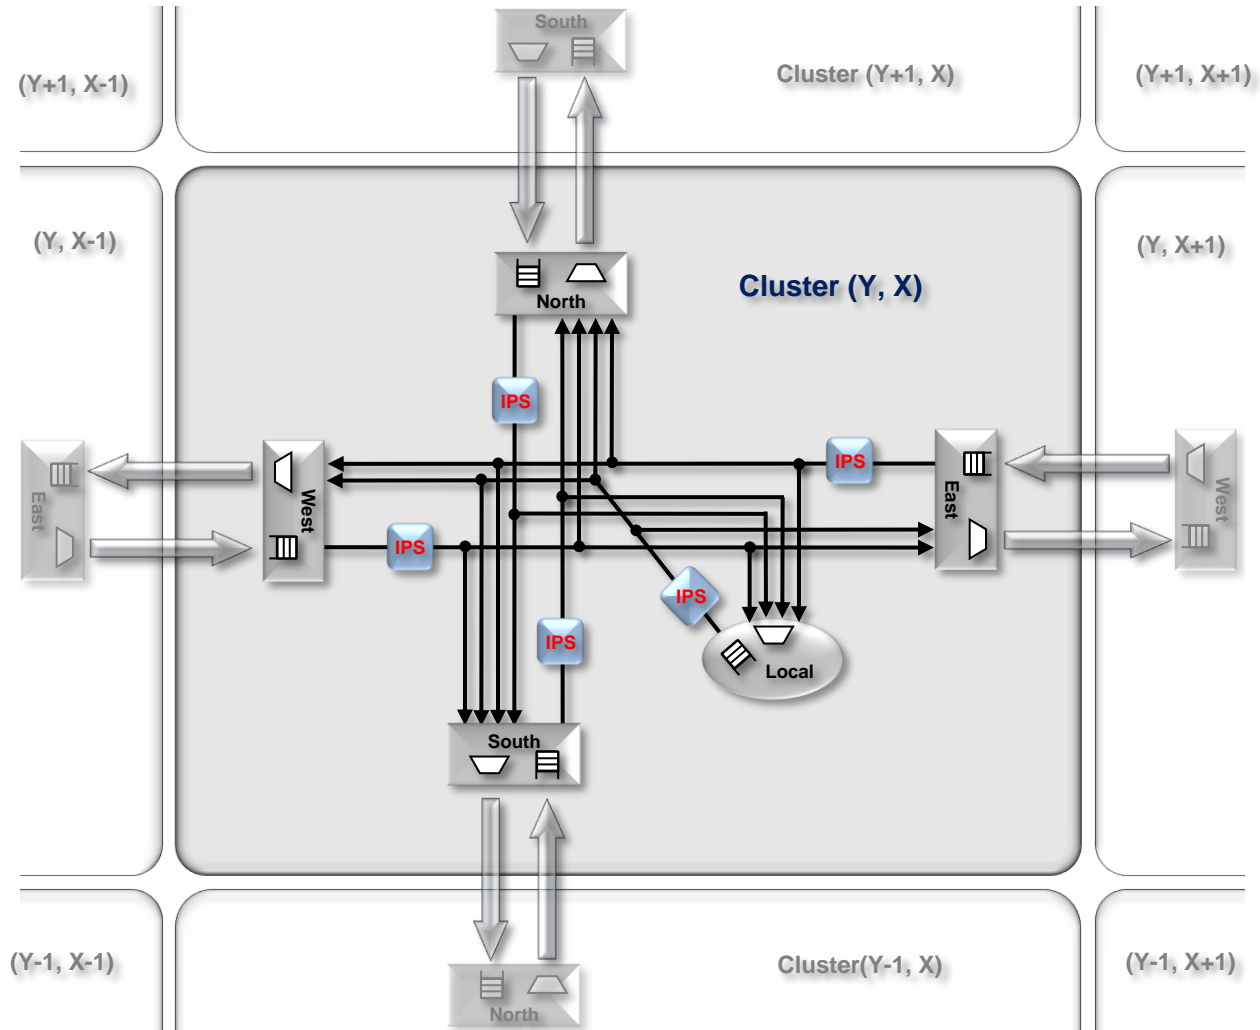 South
Cluster (Y+1, X)
(Y+1, X-1)
(Y+1, X+1)
(Y, X-1)
(Y, X+1)
Cluster (Y, X)
North
IPS
IPS
East
West
East
West
IPS
IPS
IPS
Local
South
(Y-1, X-1)
Cluster(Y-1, X)
(Y-1, X+1)
North